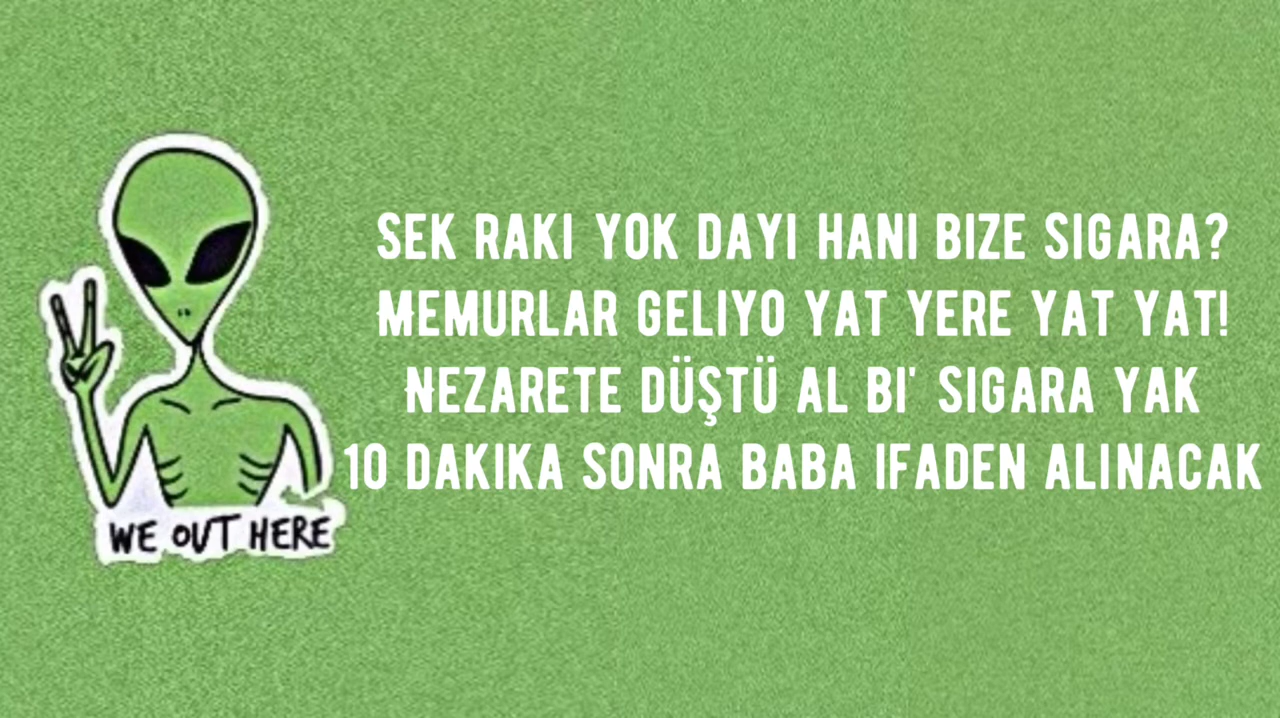 SEK RAKI YOK DAYI HANI BIZE SIGARA?
MEMURLAR GELIYO YAT YERE YAT YAT!
NEZARETE DÜŞTÜ AL BI' SIGARA YAK
10 DAKIKA SONRA BABA IFADEN ALINACAK
WE OUT HERE